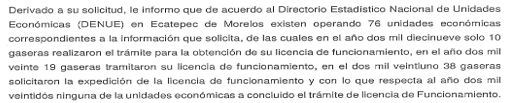 Derivado a su solicitud, le informo que de acuerdo al Directorio Estadístico Nacional de Unidades
Económicas (DENUE) en Ecatepec de Morelos existen operando 76 unidades económicas
correspondientes a la información que solicita, de las cuales en el año dos mil diecinueve solo 10
gaseras realizaron el trámite para la obtención de su licencia de funcionamiento, en el año dos mil
veinte 19 gaseras tramitaron su licencia de funcionamiento, en el dos mil veintiuno 38 gaseras
solicitaron la expedición de la licencia de funcionamiento y con lo que respecta al año dos mil
veintidós ninguna de la unidades económicas a concluido el trámite de licencia de Funcionamiento.